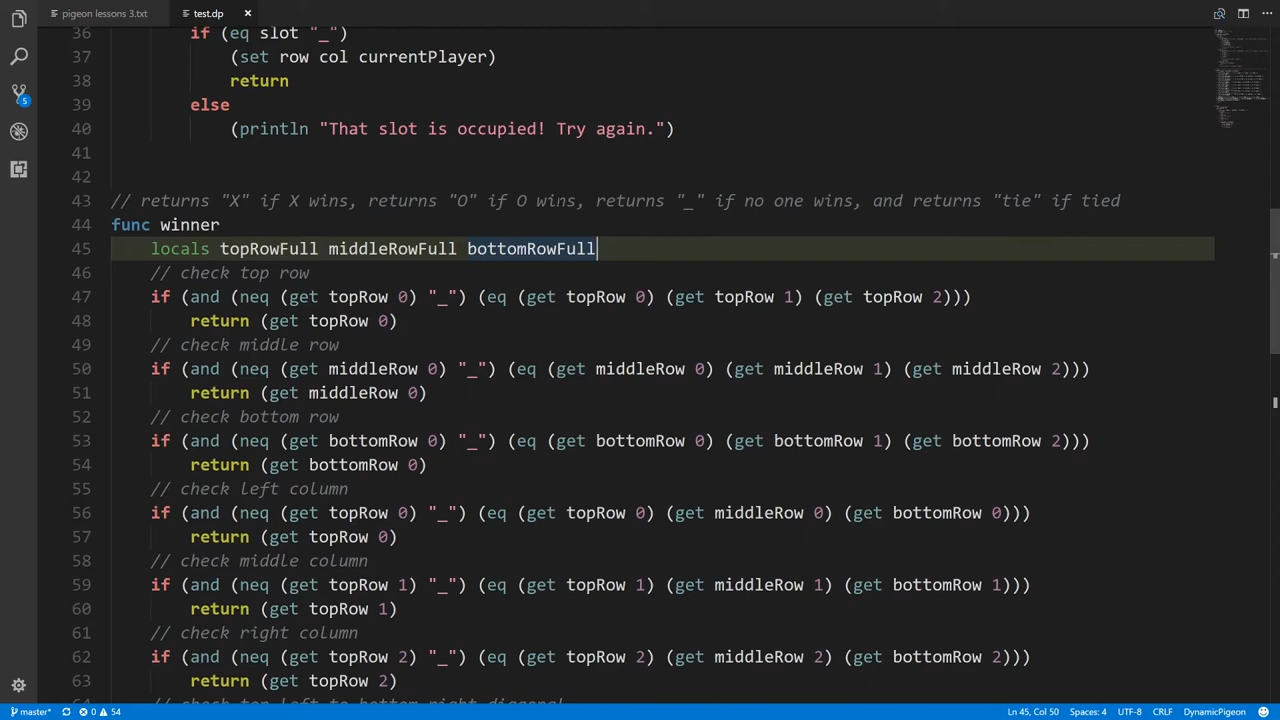 pigeon lessons 3.txt test.dp
36 if (eq slot "_")
37 (set row col currentPlayer)
38 return
39 else
40 (println "That slot is occupied! Try again.")
41
42
43 // returns "X" if X wins, returns "O" if O wins, returns "_" if no one wins, and returns "tie" if tied
44 func winner
45 locals topRowFull middleRowFull bottomRowFull
46 // check top row
47 if (and (neq (get topRow 0) "_") (eq (get topRow 0) (get topRow 1) (get topRow 2)))
48 return (get topRow 0)
49 // check middle row
50 if (and (neq (get middleRow 0) "_") (eq (get middleRow 0) (get middleRow 1) (get middleRow 2)))
51 return (get middleRow 0)
52 // check bottom row
53 if (and (neq (get bottomRow 0) "_") (eq (get bottomRow 0) (get bottomRow 1) (get bottomRow 2)))
54 return (get bottomRow 0)
55 // check left column
56 if (and (neq (get topRow 0) "_") (eq (get topRow 0) (get middleRow 0) (get bottomRow 0)))
57 return (get topRow 0)
58 // check middle column
59 if (and (neq (get topRow 1) "_") (eq (get topRow 1) (get middleRow 1) (get bottomRow 1)))
60 return (get topRow 1)
61 // check right column
62 if (and (neq (get topRow 2) "_") (eq (get topRow 2) (get middleRow 2) (get bottomRow 2)))
63 return (get topRow 2)
64 // check top left to bottom right diagonal
5
master* 0 54 Ln 45, Col 50 Spaces: 4 UTF-8 CRLF DynamicPigeon